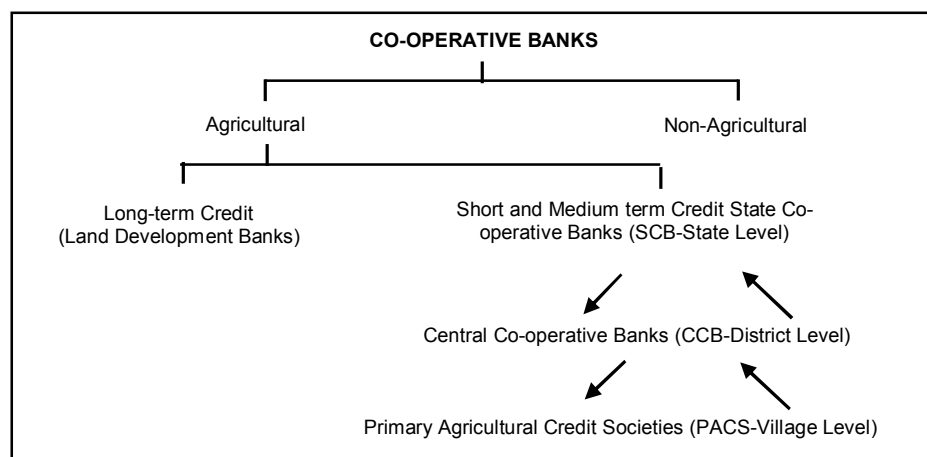 CO-OPERATIVE BANKS
Agricultural
Non-Agricultural
Long-term Credit
(Land Development Banks)
Short and Medium term Credit State Co-
operative Banks (SCB-State Level)
Central Co-operative Banks (CCB-District Level)
Primary Agricultural Credit Societies (PACS-Village Level)